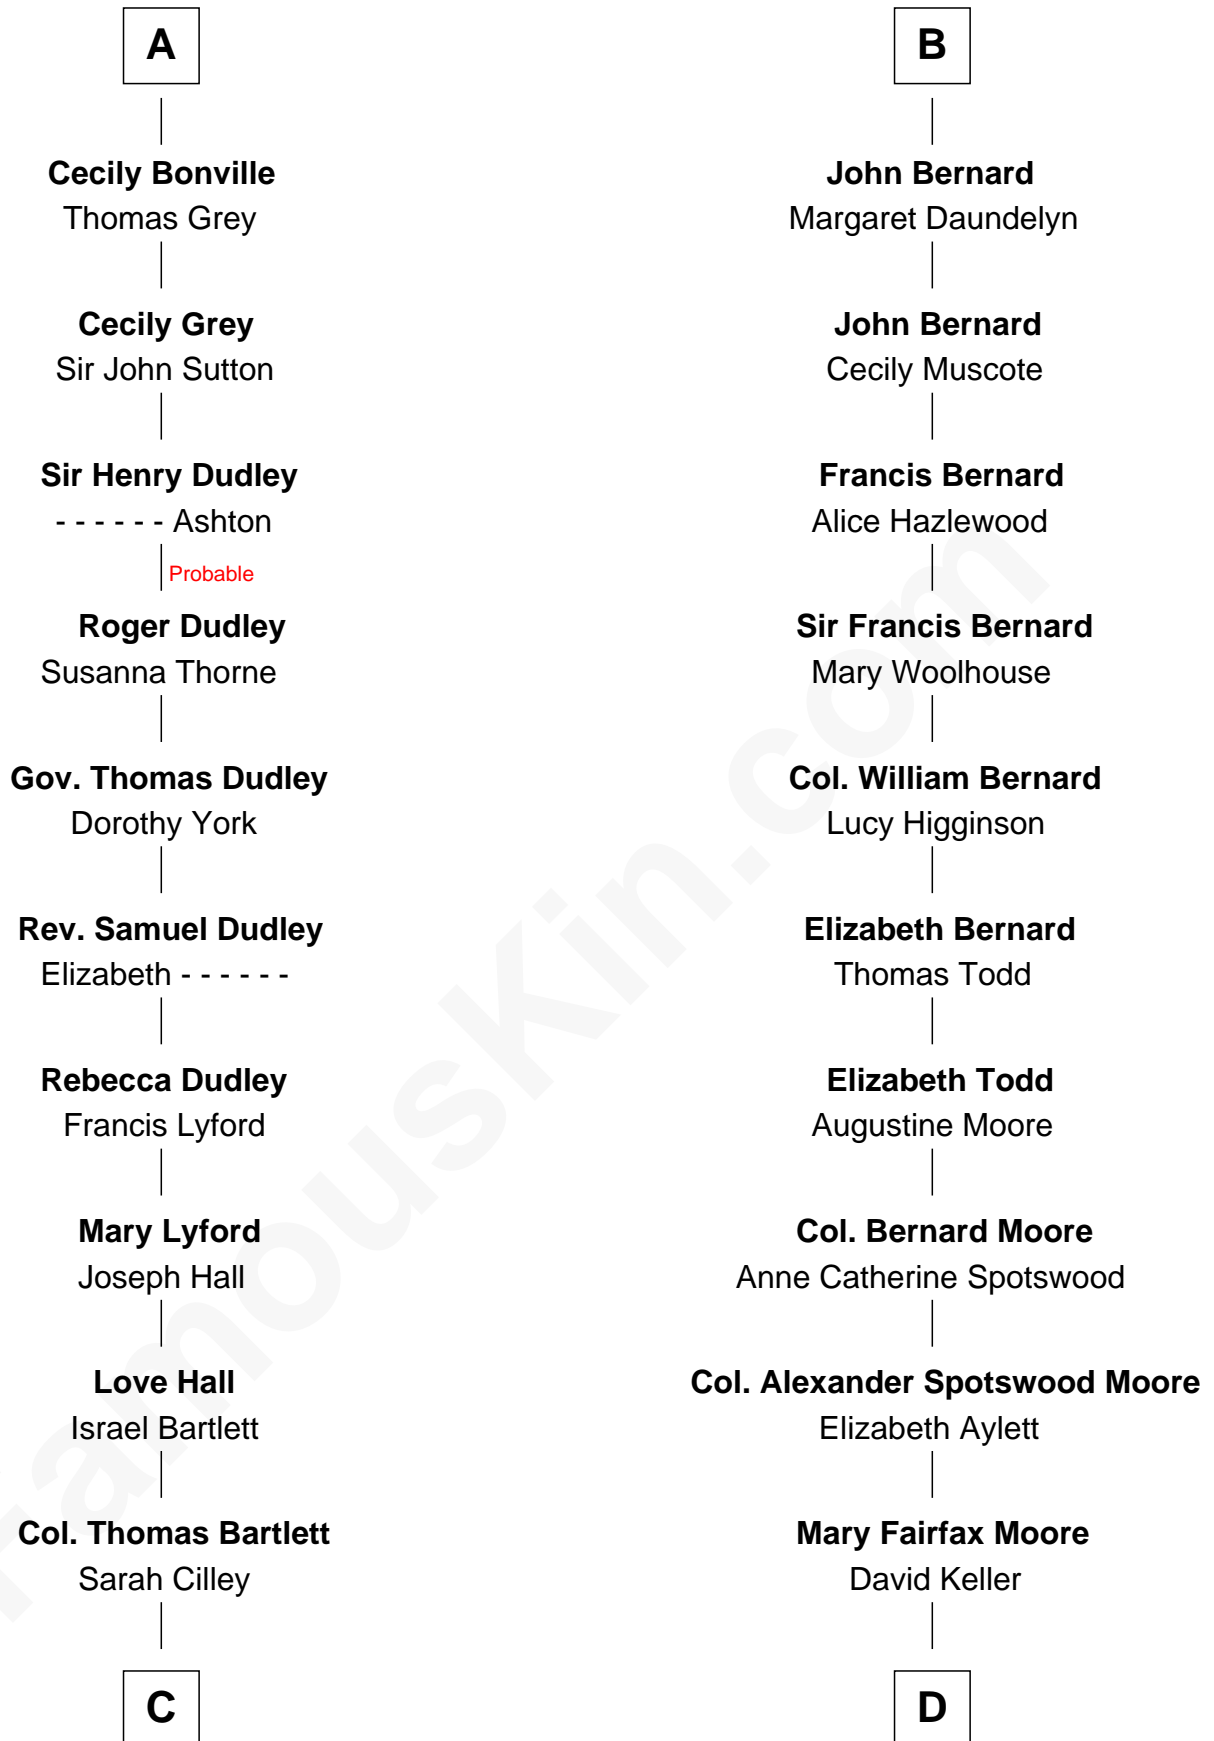 A
Cecily Bonville
Thomas Grey
Cecily Grey
Sir John Sutton
Sir Henry Dudley
- - - - - - Ashton
Probable
Roger Dudley
Susanna Thorne
Gov. Thomas Dudley
Dorothy York
Rev. Samuel Dudley
Elizabeth - - - - - -
Rebecca Dudley
Francis Lyford
Mary Lyford
Joseph Hall
Love Hall
Israel Bartlett
Col. Thomas Bartlett
Sarah Cilley
C
B
John Bernard
Margaret Daundelyn
John Bernard
Cecily Muscote
Francis Bernard
Alice Hazlewood
Sir Francis Bernard
Mary Woolhouse
Col. William Bernard
Lucy Higginson
Elizabeth Bernard
Thomas Todd
Elizabeth Todd
Augustine Moore
Col. Bernard Moore
Anne Catherine Spotswood
Col. Alexander Spotswood Moore
Elizabeth Aylett
Mary Fairfax Moore
David Keller
D
FamousKin.com